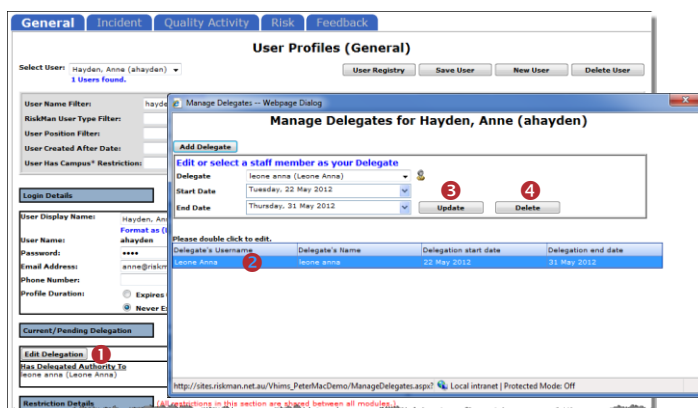 General Incident Quality Activity Risk Feedback
User Profiles (General)
Select User: Hayden, Anne (ahayden)
1 Users found.
User Registry Save User New User Delete User
User Name Filter: hayde
RiskMan User Type Filter:
User Position Filter:
User Created After Date:
User Has Campus* Restriction:
Login Details
User Display Name: Hayden, An
Format as (
User Name: ahayden
Password: ••••
Email Address: anne@riskm
Phone Number:
Profile Duration: Expires
Never Ex
Current/Pending Delegation
Edit Delegation 1
Has Delegated Authority To
leone anna (Leone Anna)
Restriction Details (All restrictions in this section are shared between all modules.)
Manage Delegates -- Webpage Dialog
Manage Delegates for Hayden, Anne (ahayden)
Add Delegate
Edit or select a staff member as your Delegate
Delegate leone anna (Leone Anna)
Start Date Tuesday, 22 May 2012
End Date Thursday, 31 May 2012
3 4
Update Delete
Please double click to edit.
Delegate's Username Delegate's Name Delegation start date Delegation end date
Leone Anna 2 leone anna 22 May 2012 31 May 2012
http://sites.riskman.net.au/Vhims_PeterMacDemo/ManageDelegates.aspx? Local intranet | Protected Mode: Off